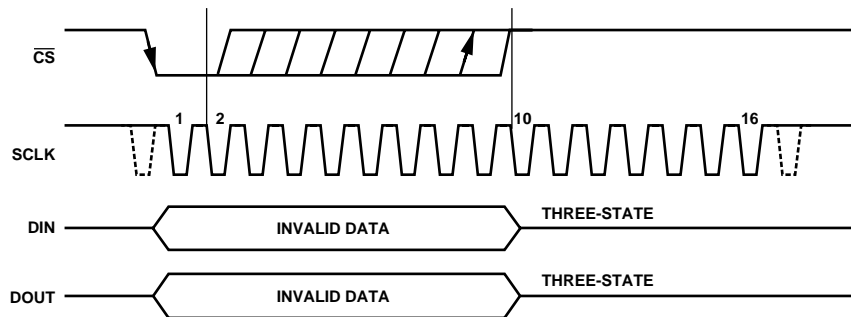 CS
1 2 10 16
SCLK
THREE-STATE
DIN INVALID DATA
THREE-STATE
DOUT INVALID DATA